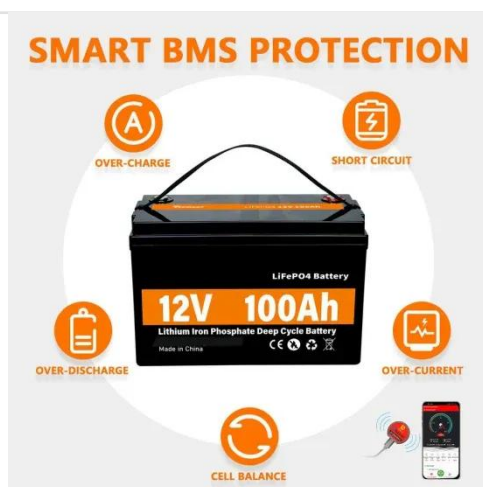 SMART BMS PROTECTION
OVER-CHARGE
SHORT CIRCUIT
LiFePO4 Battery
12V 100Ah
Lithium Iron Phosphate Deep Cycle Battery
Made in China
CE
OVER-DISCHARGE
OVER-CURRENT
CELL BALANCE